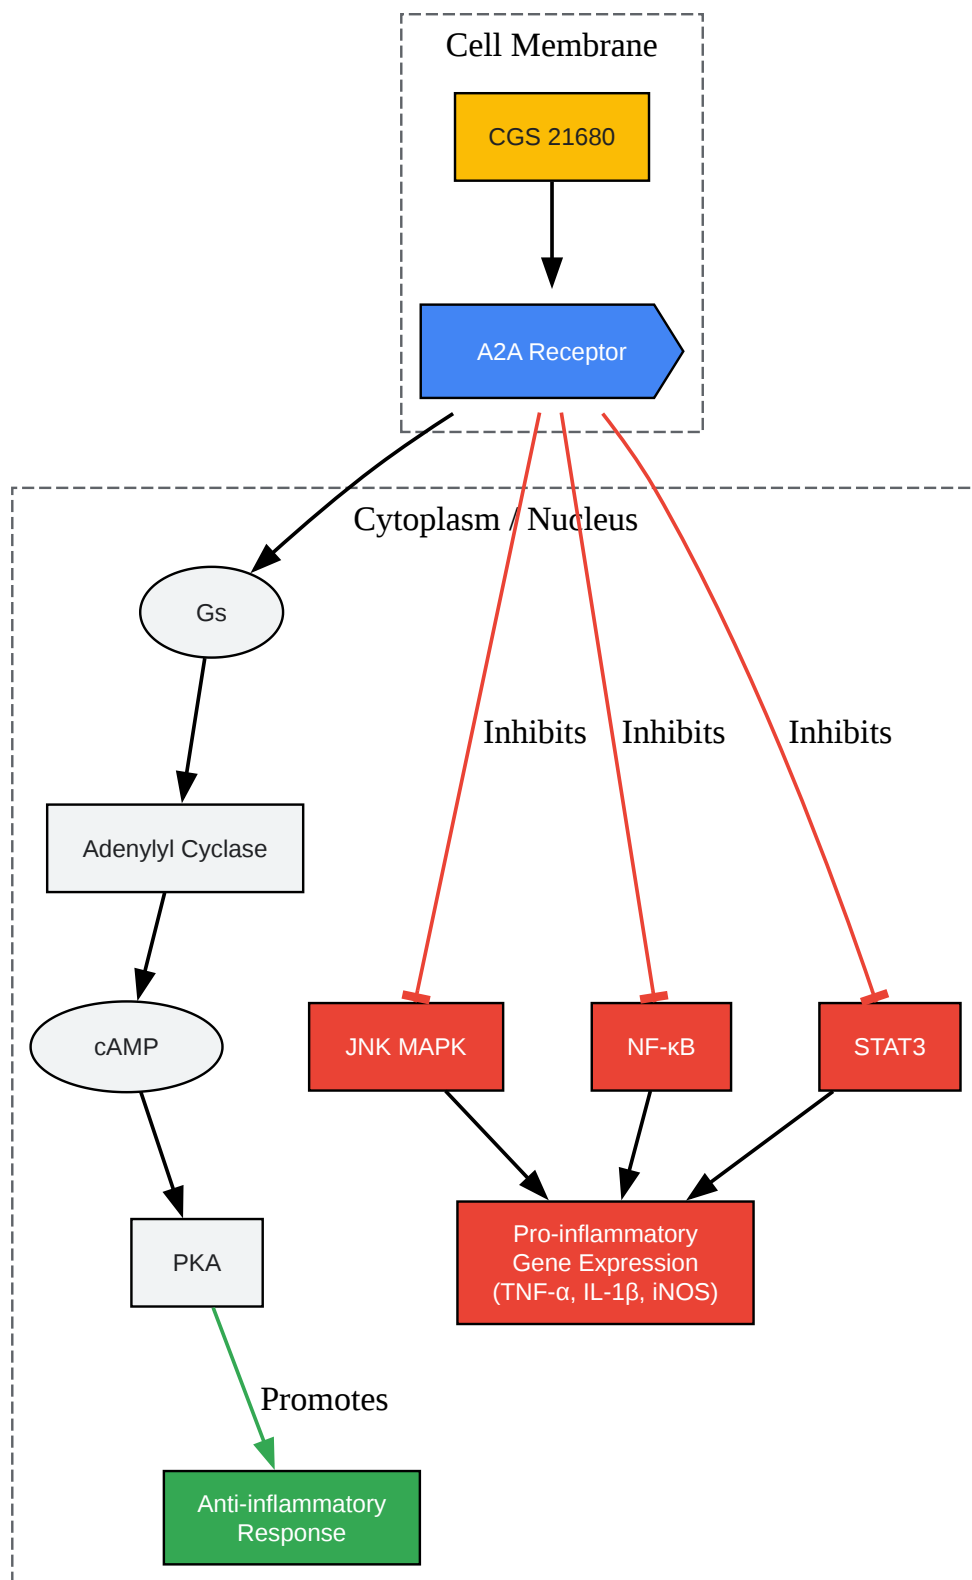 Cell Membrane
CGS 21680
A2A Receptor
Cytoplasm / Nucleus
Gs
Inhibits
Inhibits
Inhibits
Adenylyl Cyclase
cAMP
JNK MAPK
NF-κB
STAT3
PKA
Pro-inflammatory
Gene Expression
(TNF-α, IL-1β, iNOS)
Promotes
Anti-inflammatory
Response